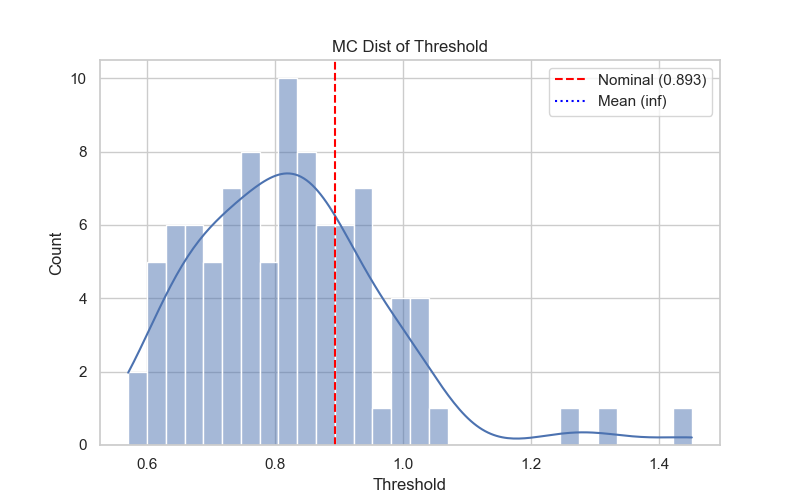 MC Dist of Threshold
Nominal (0.893)
Mean (inf)
Count
10
8
6
4
2
0
0.6
0.8
1.0
1.2
1.4
Threshold